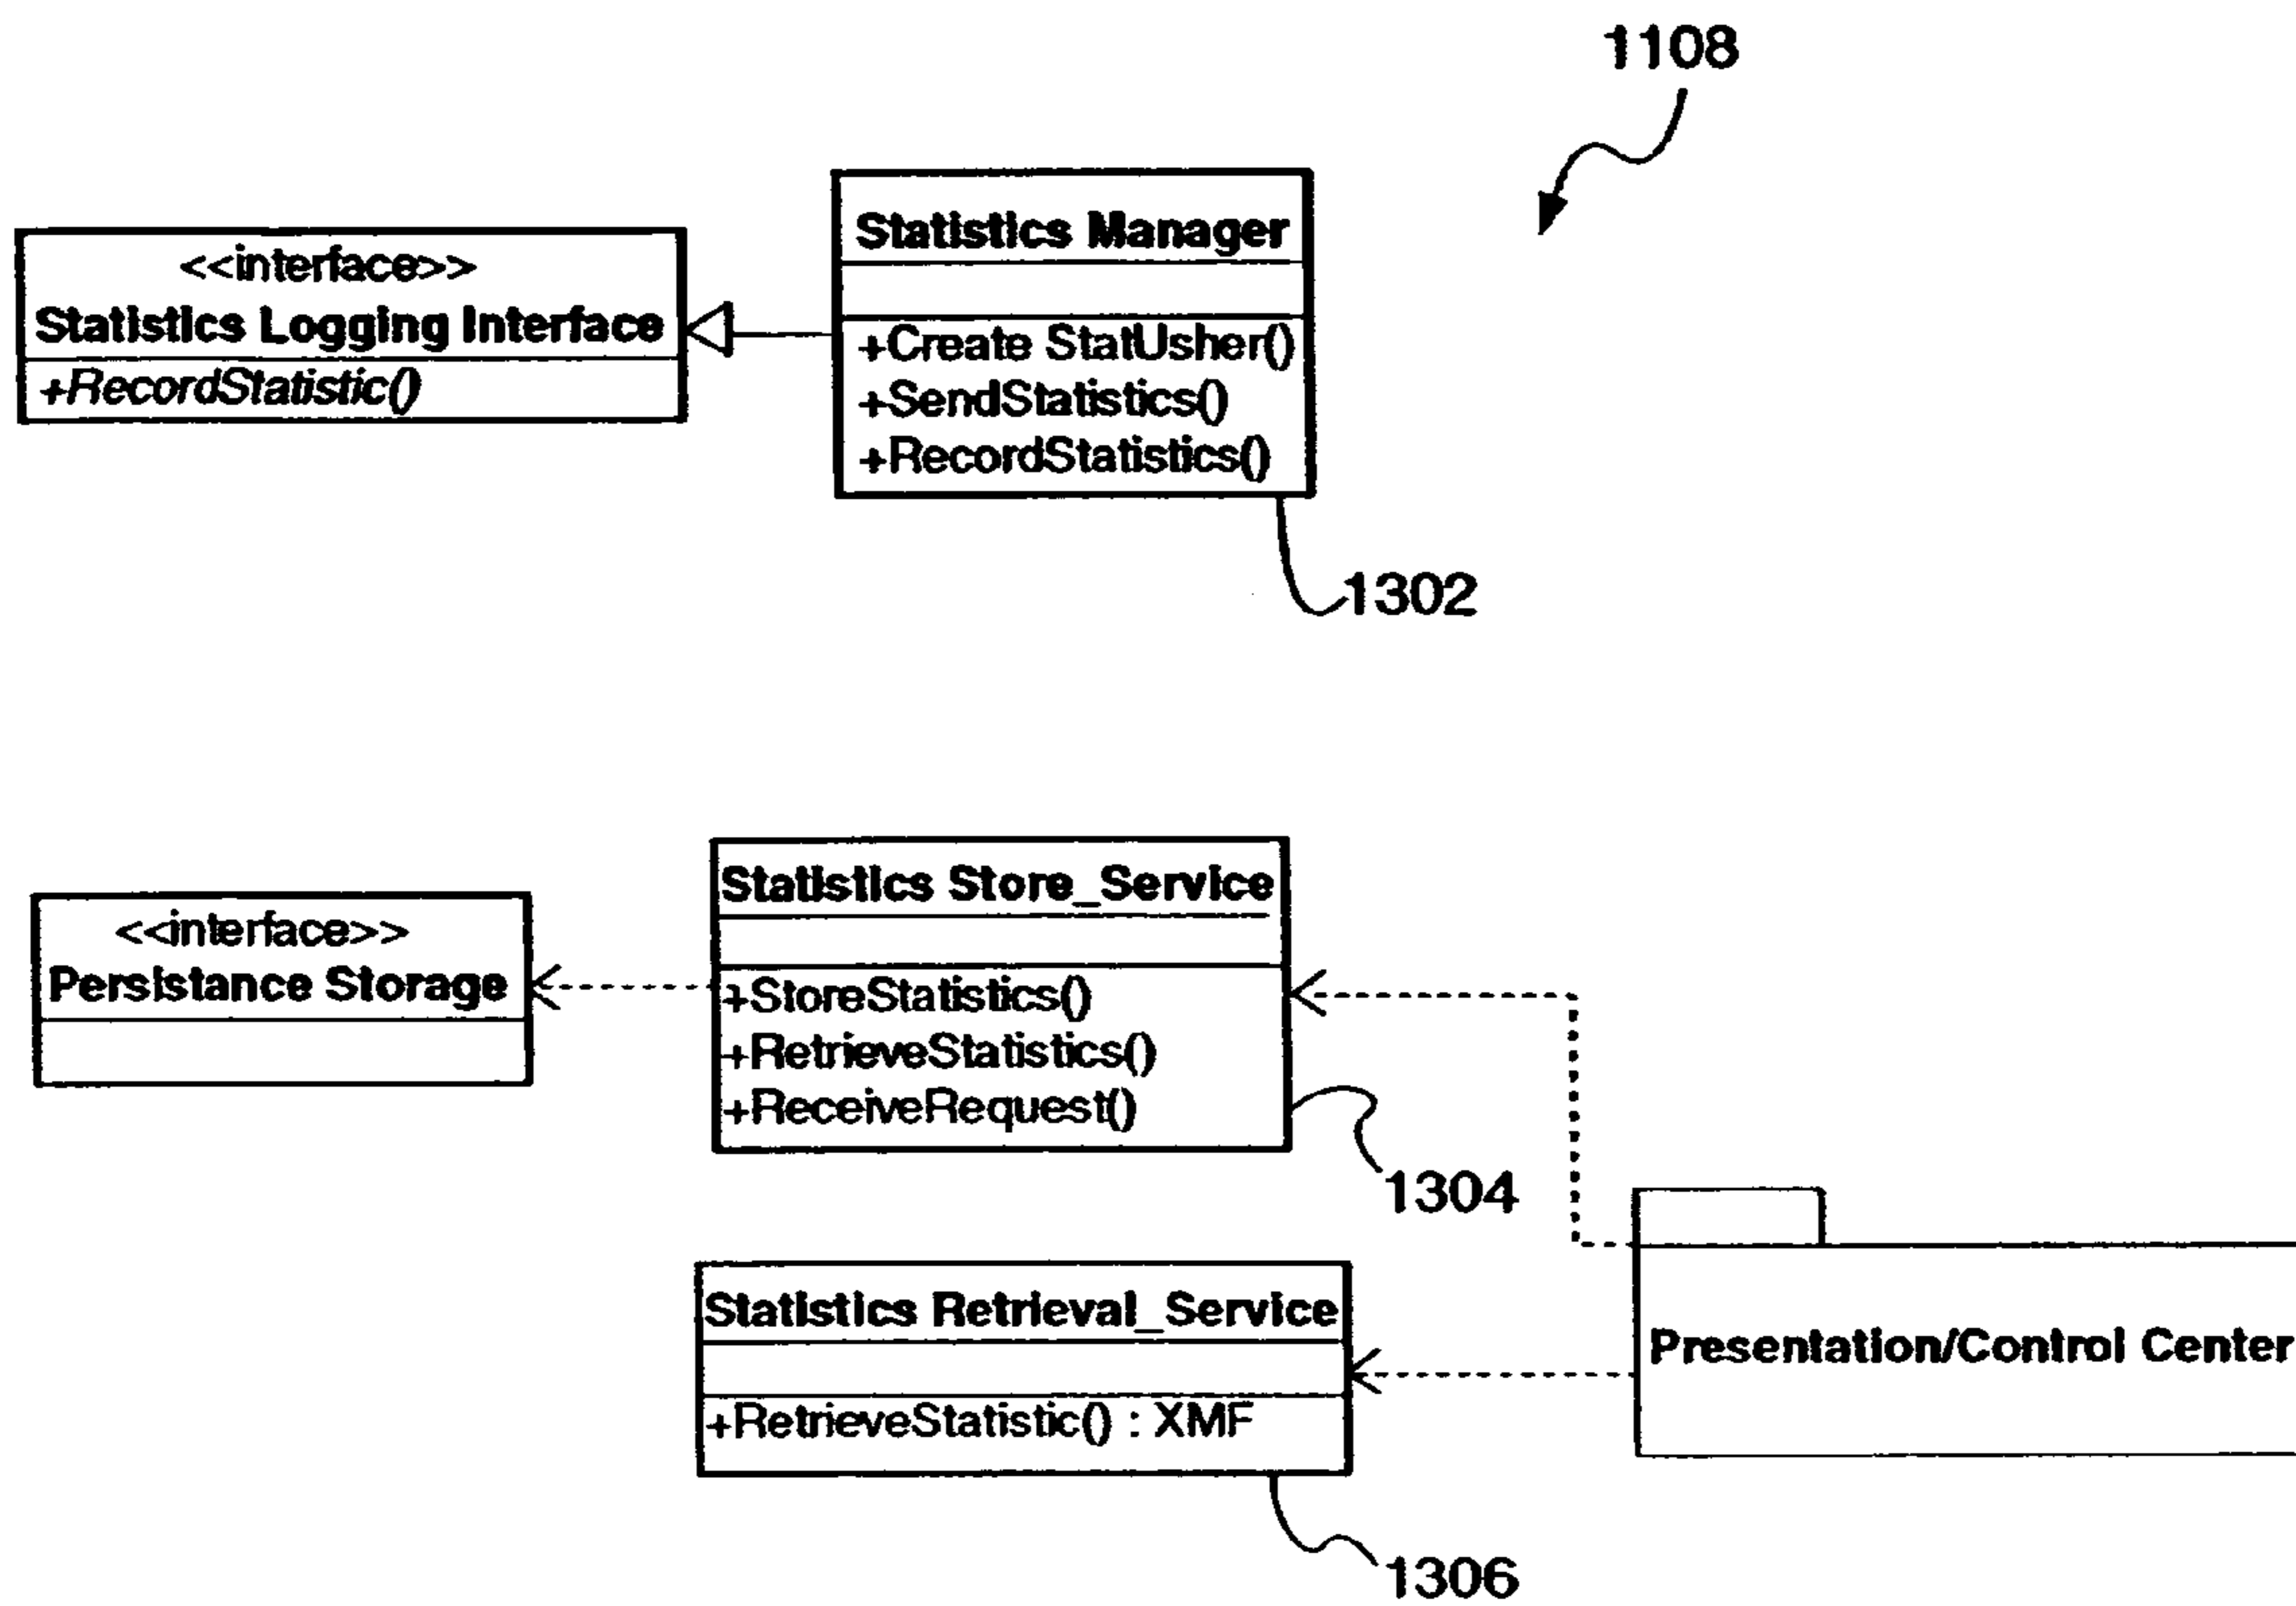 1108
<<interface>>
Statistics Logging Interface
+RecordStatistic()
Statistics Manager
+Create StatUsher()
+SendStatistics()
+RecordStatistics()
1302
<<interface>>
Persistance Storage
Statistics Store_Service
+StoreStatistics()
+RetrieveStatistics()
+ReceiveRequest()
1304
Statistics Retrieval_Service
+RetrieveStatistic() : XMF
1306
Presentation/Control Center